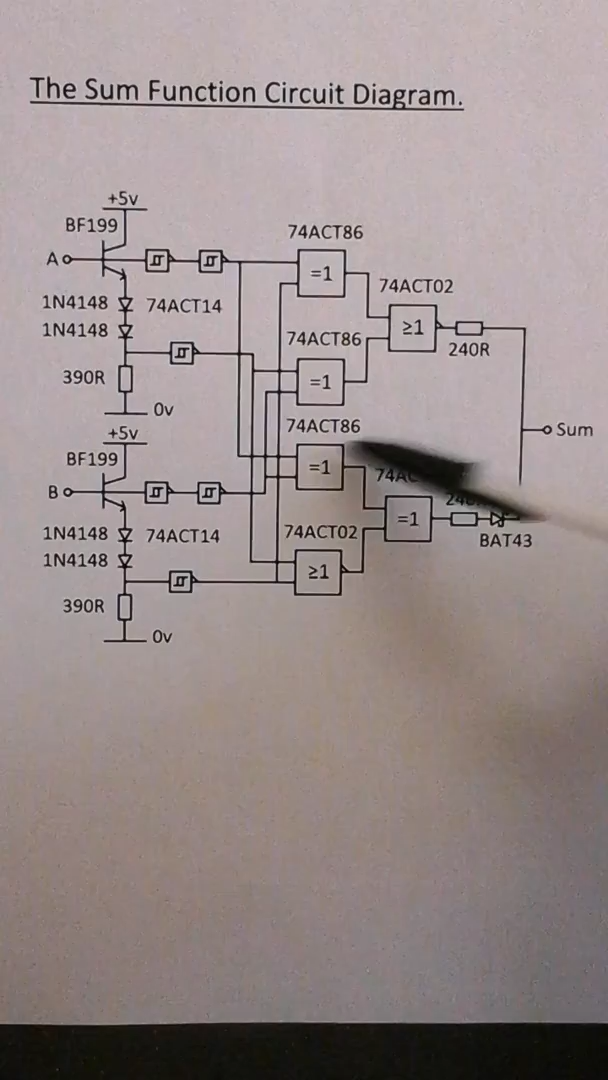 The Sum Function Circuit Diagram.
+5v
BF199
A
1N4148
1N4148
74ACT14
390R
0v
74ACT86
=1
74ACT02
≥1
240R
74ACT86
=1
Sum
+5v
BF199
B
1N4148
1N4148
74ACT14
390R
0v
74ACT86
=1
=1
BAT43
74ACT02
≥1